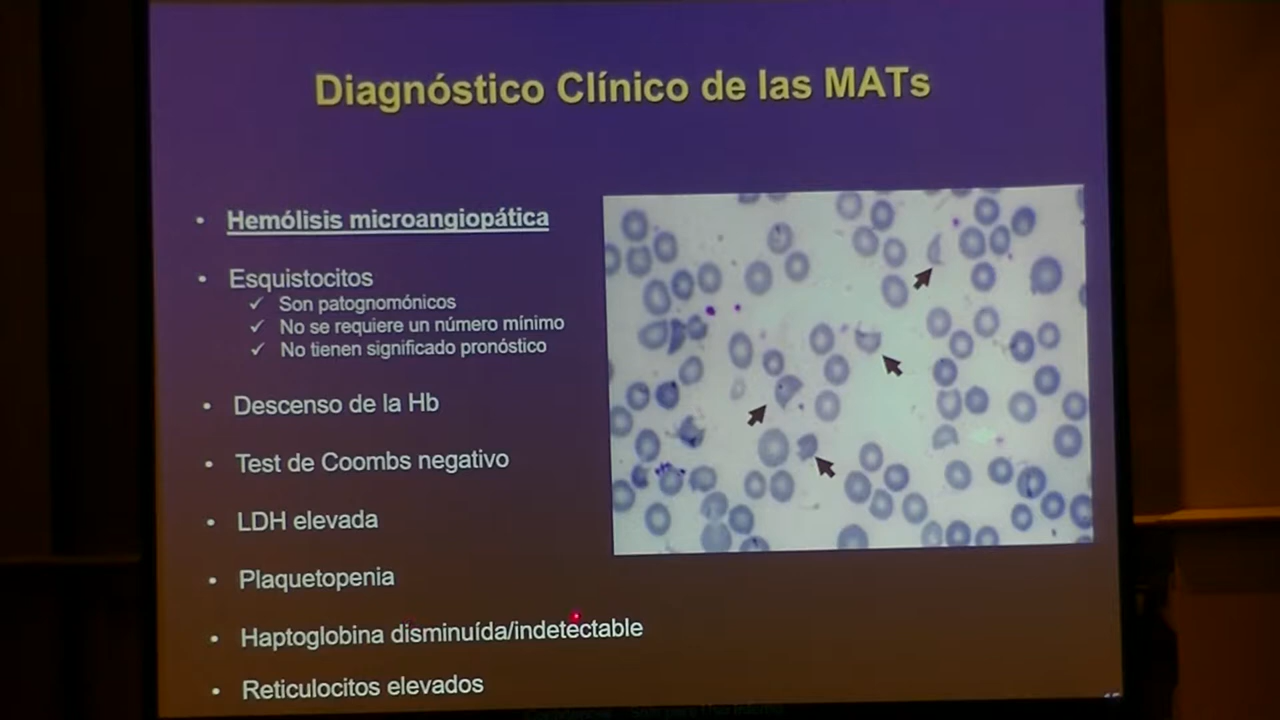 Diagnóstico Clínico de las MATs
• Hemólisis microangiopática
• Esquistocitos
✓ Son patognomónicos
✓ No se requiere un número mínimo
✓ No tienen significado pronóstico
• Descenso de la Hb
• Test de Coombs negativo
• LDH elevada
• Plaquetopenia
• Haptoglobina disminuída/indetectable
• Reticulocitos elevados